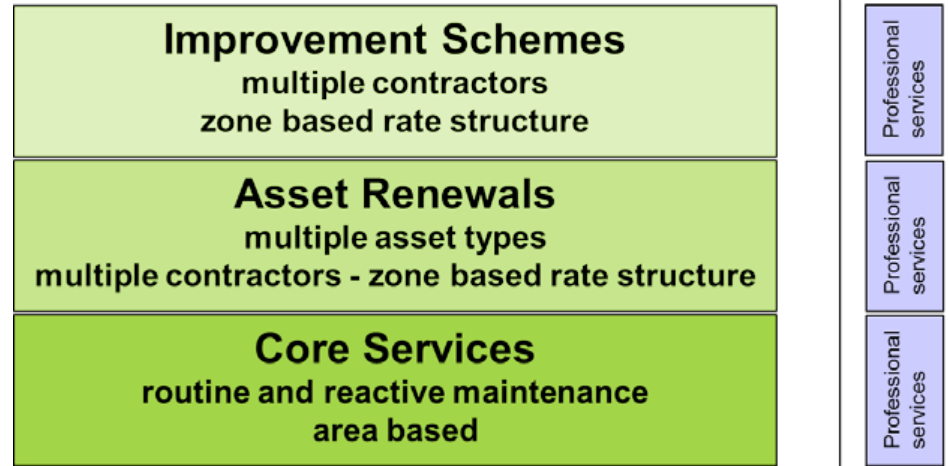 Improvement Schemes
multiple contractors
zone based rate structure
Professional
services
Asset Renewals
multiple asset types
multiple contractors - zone based rate structure
Professional
services
Core Services
routine and reactive maintenance
area based
Professional
services